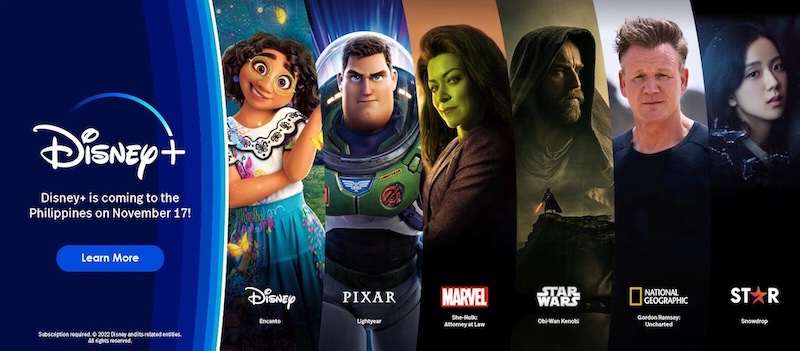 Disney+
Disney+ is coming to the
Philippines on November 17!
Learn More
Subscription required. © 2022 Disney and its related entities.
All rights reserved.
Disney
Encanto
PIXAR
Lightyear
MARVEL
She-Hulk:
Attorney at Law
STAR
WARS
Obi-Wan Kenobi
NATIONAL
GEOGRAPHIC
Gordon Ramsay:
Uncharted
STAR
Snowdrop